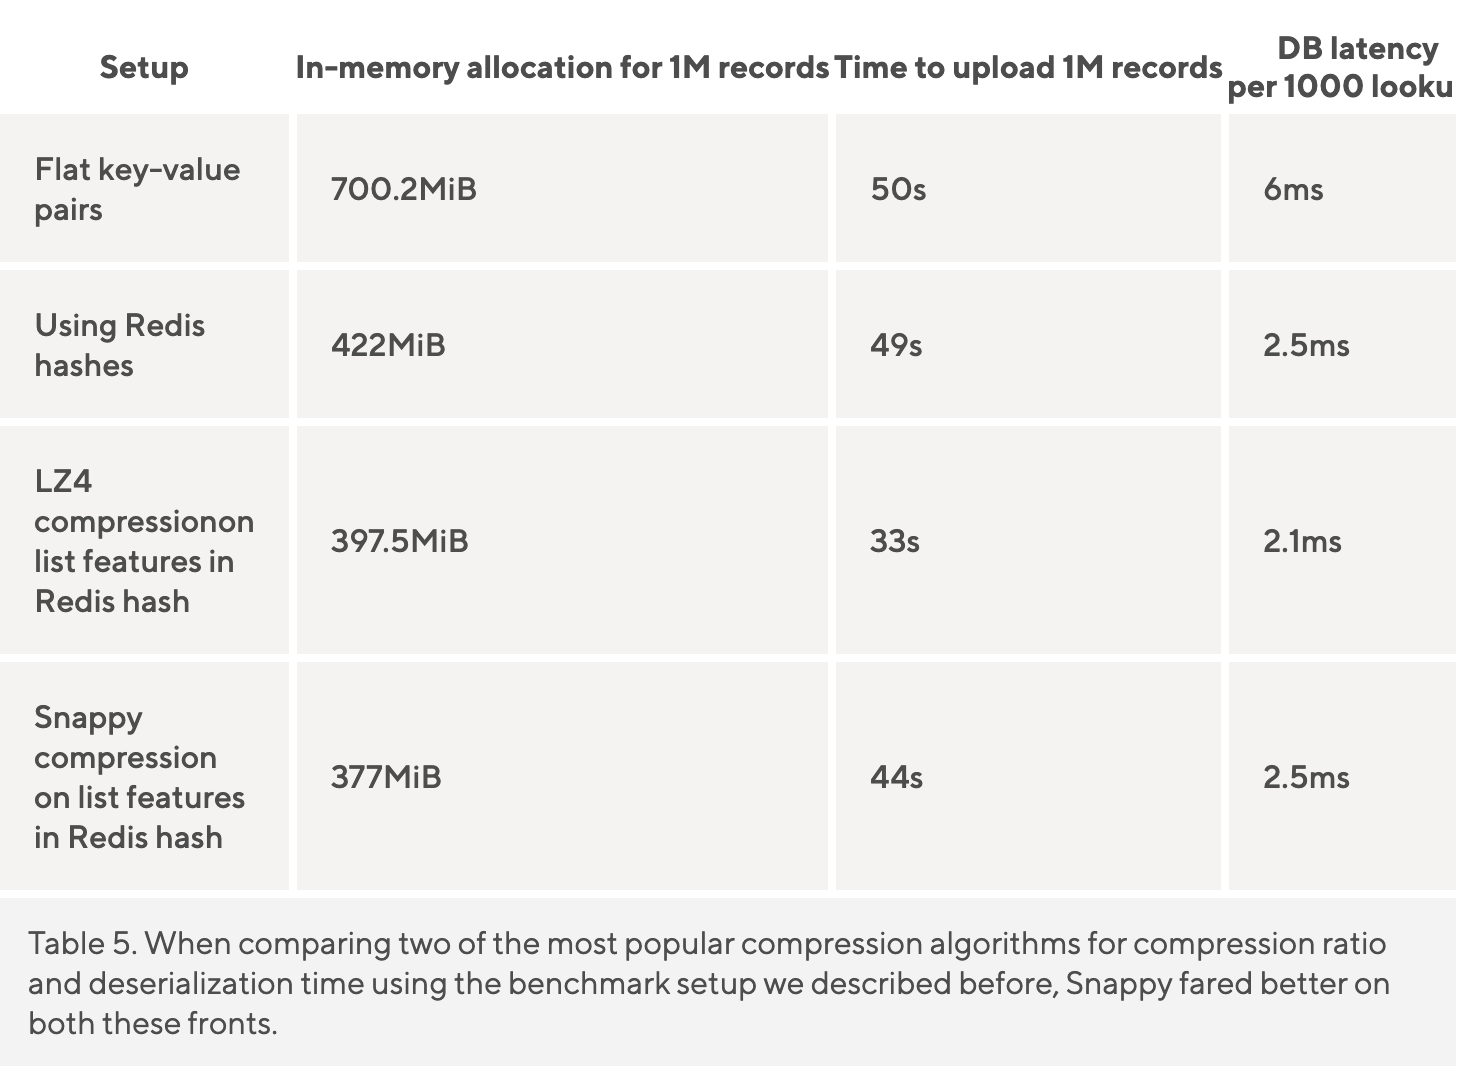 Setup
In-memory allocation for 1M records
Time to upload 1M records
DB latency
per 1000 looku
Flat key-value
pairs
700.2MiB
50s
6ms
Using Redis
hashes
422MiB
49s
2.5ms
LZ4
compressionon
list features in
Redis hash
397.5MiB
33s
2.1ms
Snappy
compression
on list features
in Redis hash
377MiB
44s
2.5ms
Table 5. When comparing two of the most popular compression algorithms for compression ratio
and deserialization time using the benchmark setup we described before, Snappy fared better on
both these fronts.